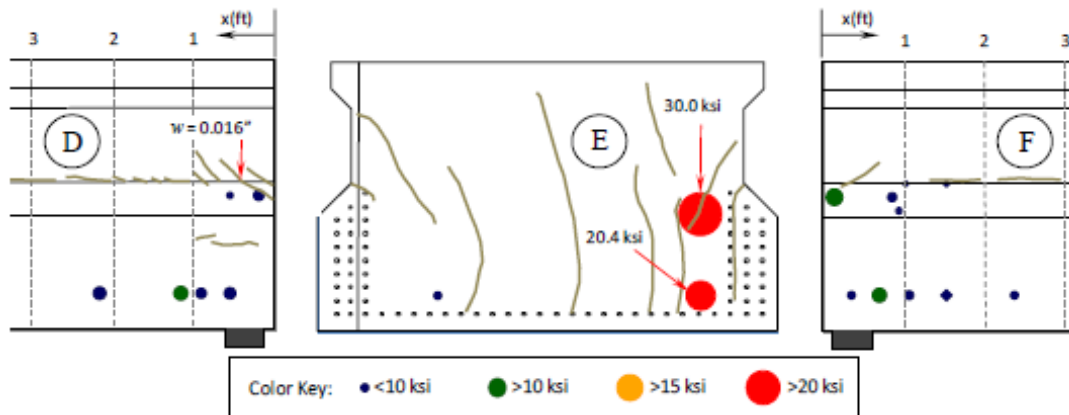 x(ft)
3 2 1
D
w = 0.016"
E
30.0 ksi
20.4 ksi
x(ft)
1 2 3
F
Color Key: <10 ksi >10 ksi >15 ksi >20 ksi